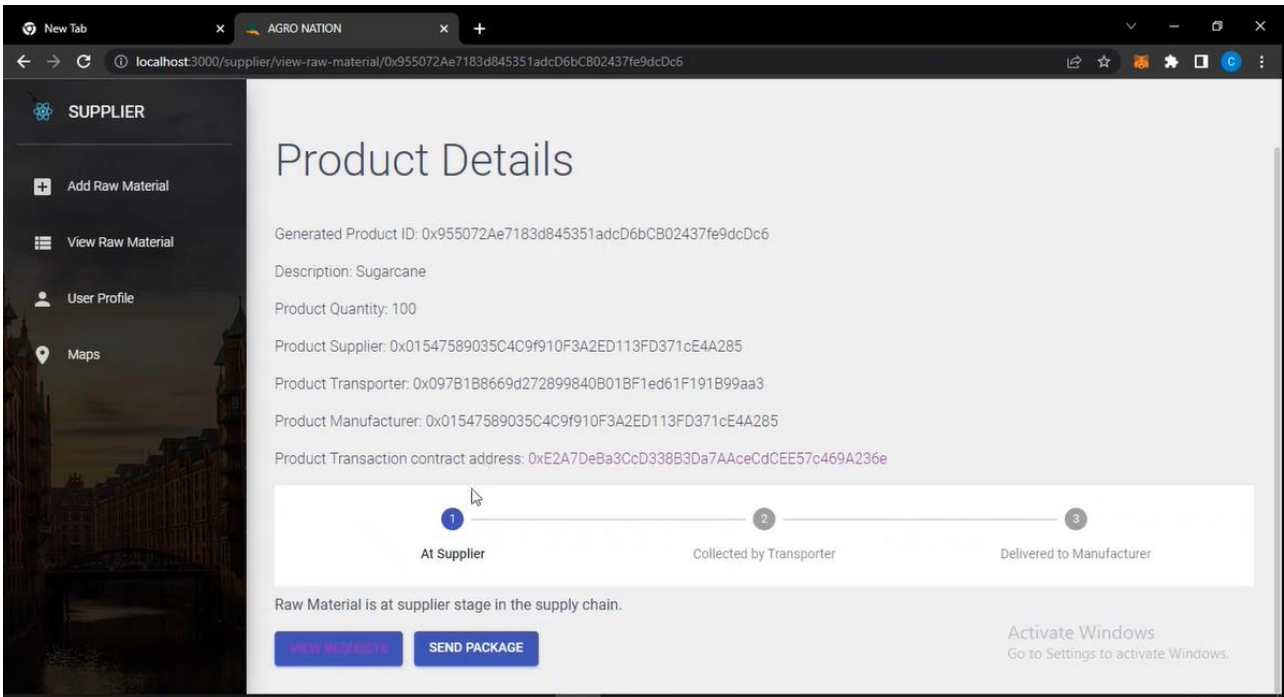 New Tab
AGRO NATION
localhost:3000/supplier/view-raw-material/0x955072Ae7183d845351adcD6bCB02437fe9dcDc6
C
SUPPLIER
Add Raw Material
View Raw Material
User Profile
Maps
Product Details
Generated Product ID: 0x955072Ae7183d845351adcD6bCB02437fe9dcDc6
Description: Sugarcane
Product Quantity: 100
Product Supplier: 0x01547589035C4C9f910F3A2ED113FD371cE4A285
Product Transporter: 0x097B1B8669d272899840B01BF1ed61F191B99aa3
Product Manufacturer: 0x01547589035C4C9f910F3A2ED113FD371cE4A285
Product Transaction contract address: 0xE2A7DeBa3CcD338B3Da7AAceCdCEE57c469A236e
1 2 3
At Supplier Collected by Transporter Delivered to Manufacturer
Raw Material is at supplier stage in the supply chain.
VIEW REQUESTS SEND PACKAGE
Activate Windows
Go to Settings to activate Windows.